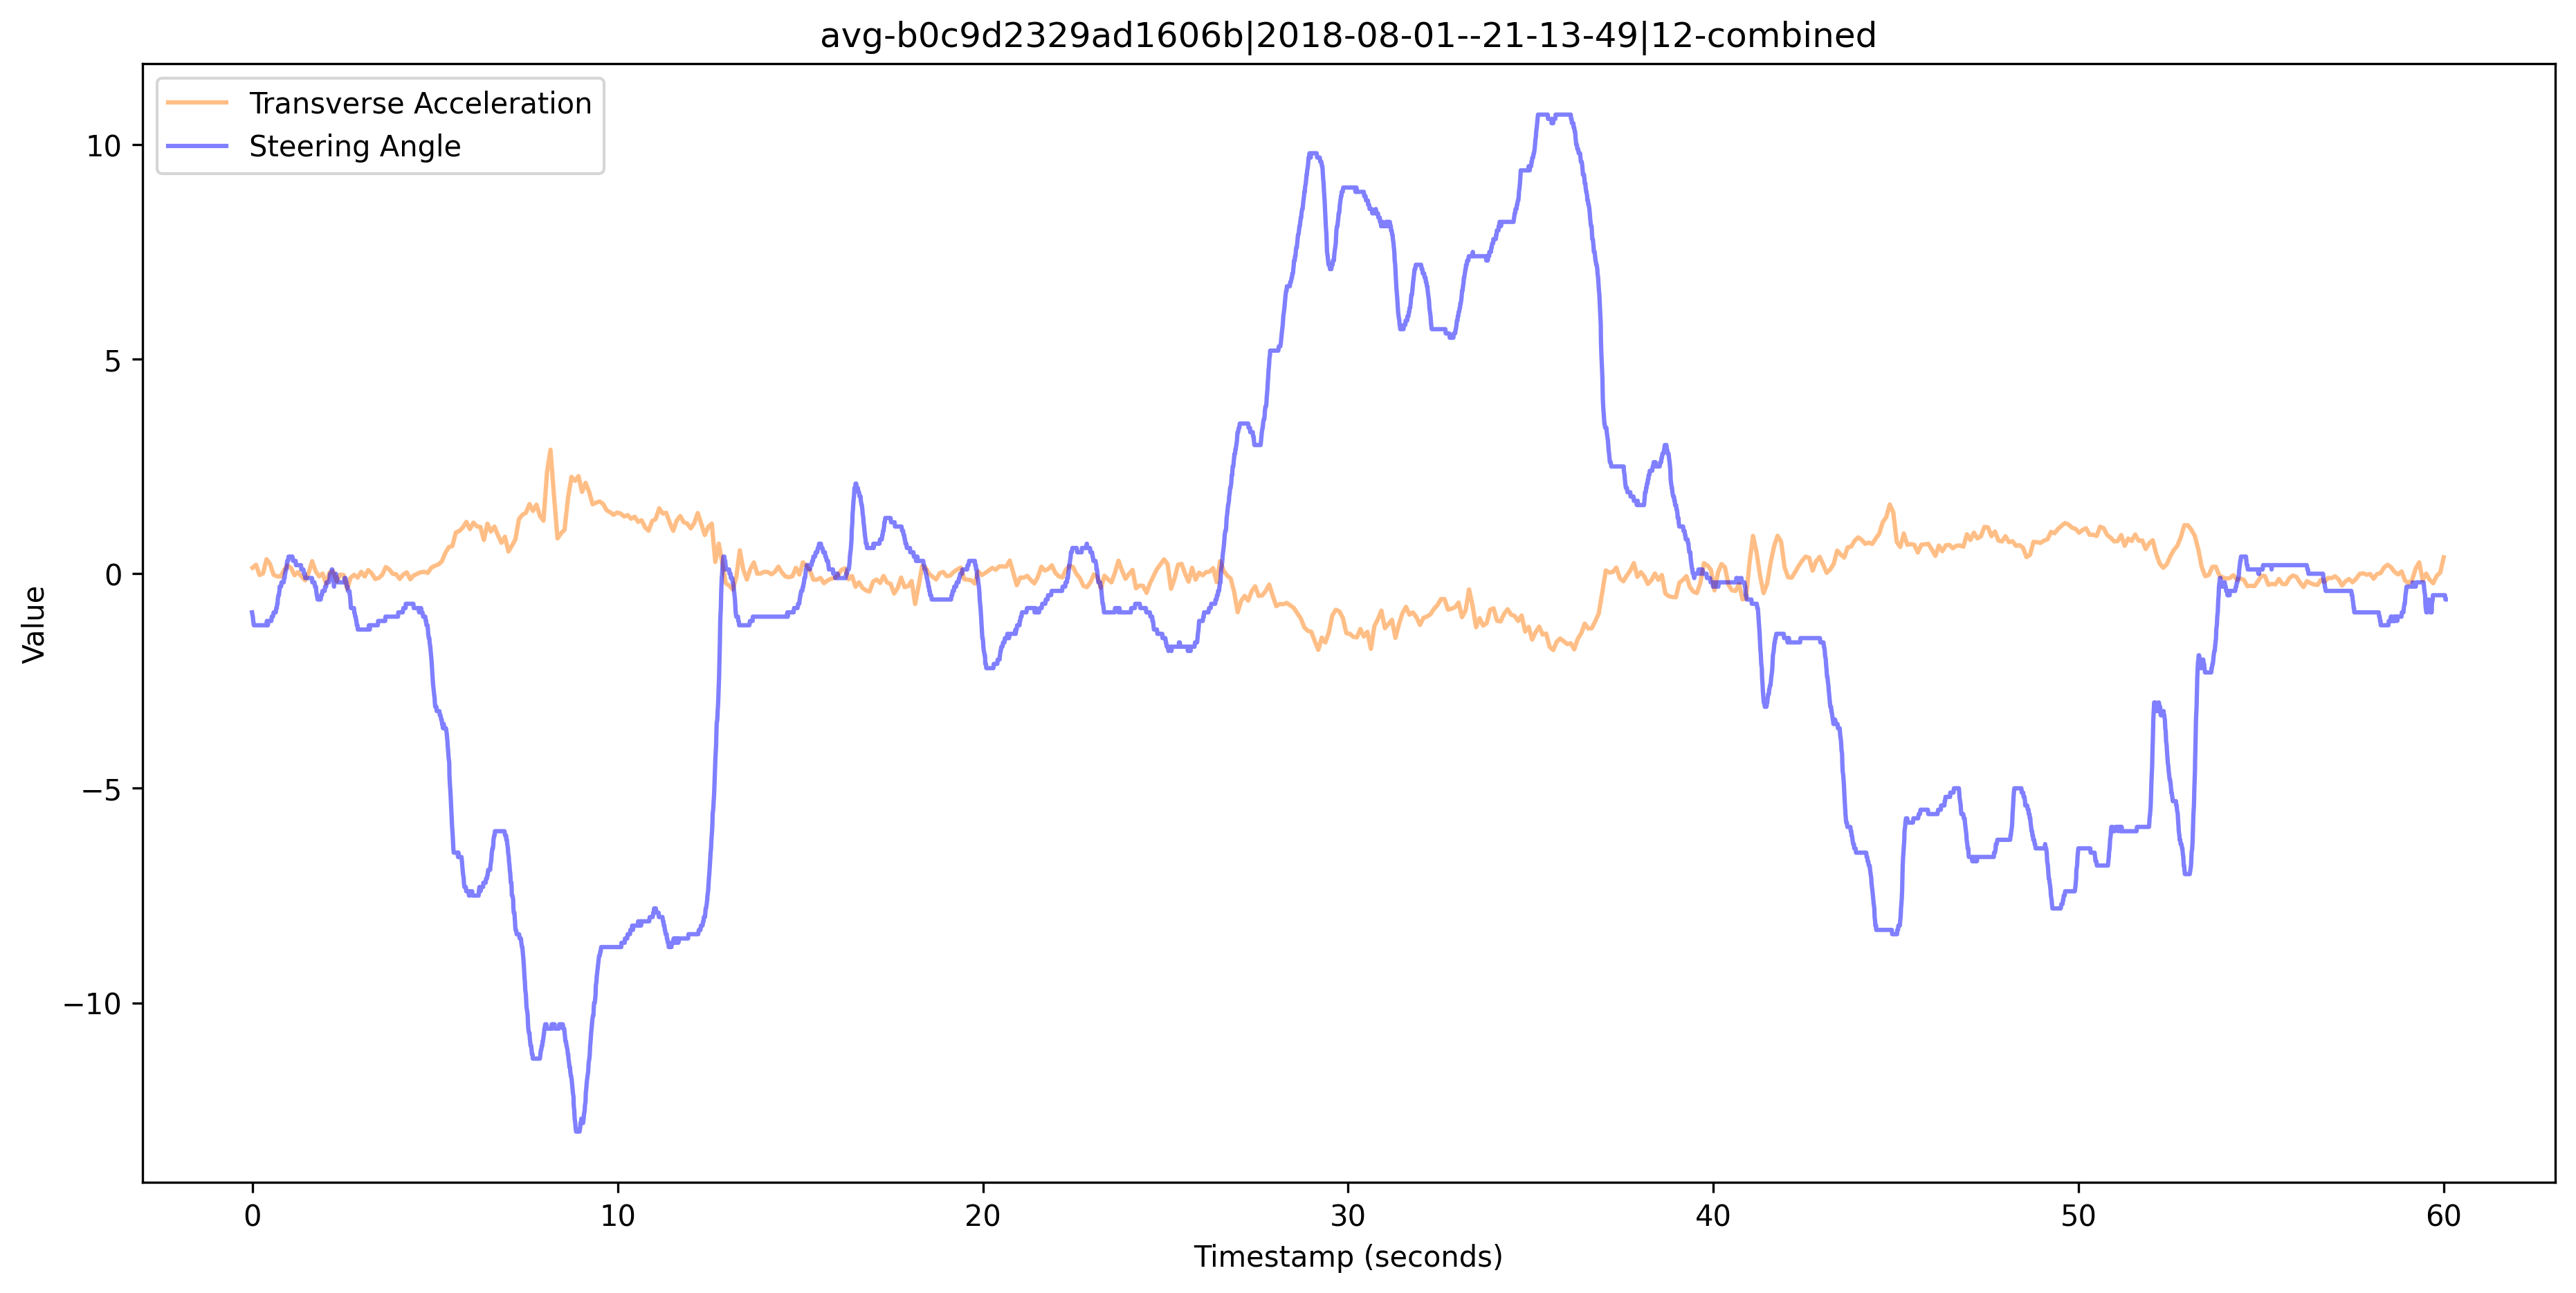 avg-b0c9d2329ad1606b|2018-08-01--21-13-49|12-combined
Transverse Acceleration
Steering Angle
10
5
0
−5
−10
Value
0 10 20 30 40 50 60
Timestamp (seconds)